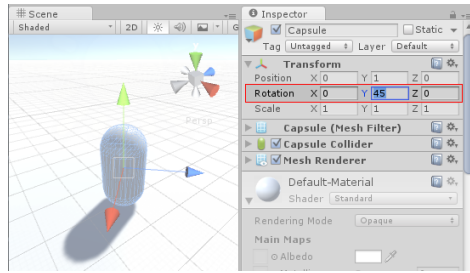 Scene
Shaded
2D
G
Persp
Inspector
Capsule
Static
Tag Untagged Layer Default
Transform
Position X 0 Y 1 Z 0
Rotation X 0 Y 45 Z 0
Scale X 1 Y 1 Z 1
Capsule (Mesh Filter)
Capsule Collider
Mesh Renderer
Default-Material
Shader Standard
Rendering Mode Opaque
Main Maps
Albedo